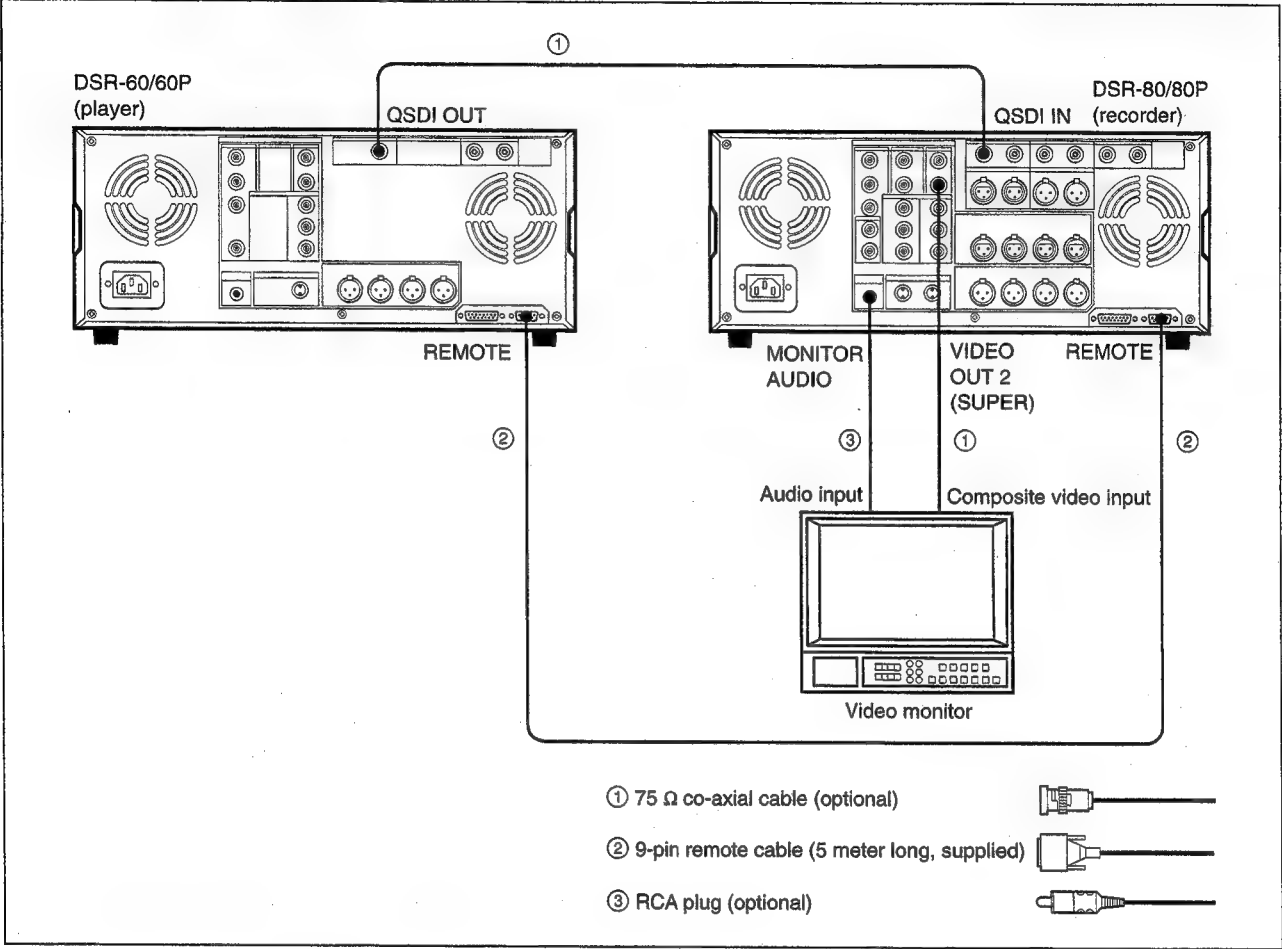 ①
DSR-60/60P
(player)
QSDI OUT
QSDI IN
DSR-80/80P
(recorder)
REMOTE
MONITOR
AUDIO
VIDEO
OUT 2
(SUPER)
REMOTE
②
③
①
②
Audio input
Composite video input
Video monitor
① 75 Ω co-axial cable (optional)
② 9-pin remote cable (5 meter long, supplied)
③ RCA plug (optional)